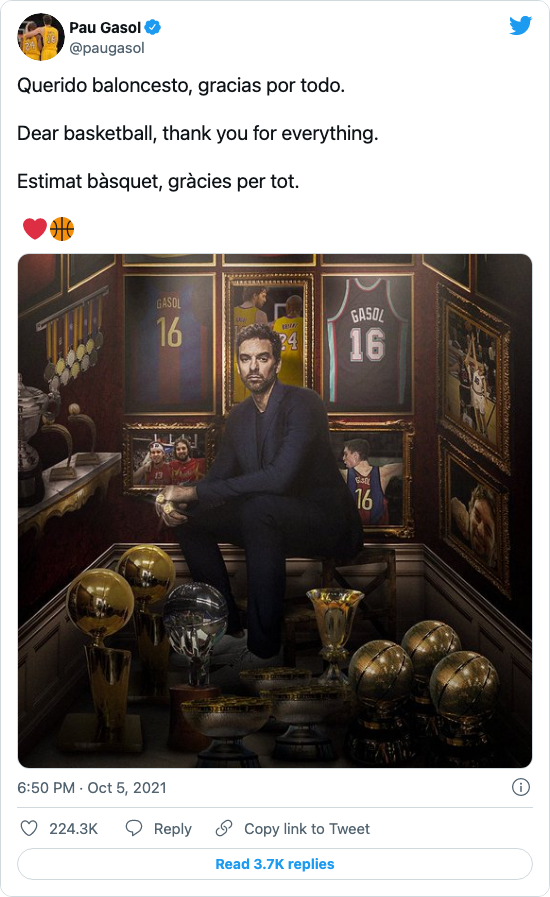 Pau Gasol
@paugasol
Querido baloncesto, gracias por todo.
Dear basketball, thank you for everything.
Estimat bàsquet, gràcies per tot.
GASOL
16
24
GASOL
16
GASOL
16
6:50 PM · Oct 5, 2021
224.3K
Reply
Copy link to Tweet
Read 3.7K replies